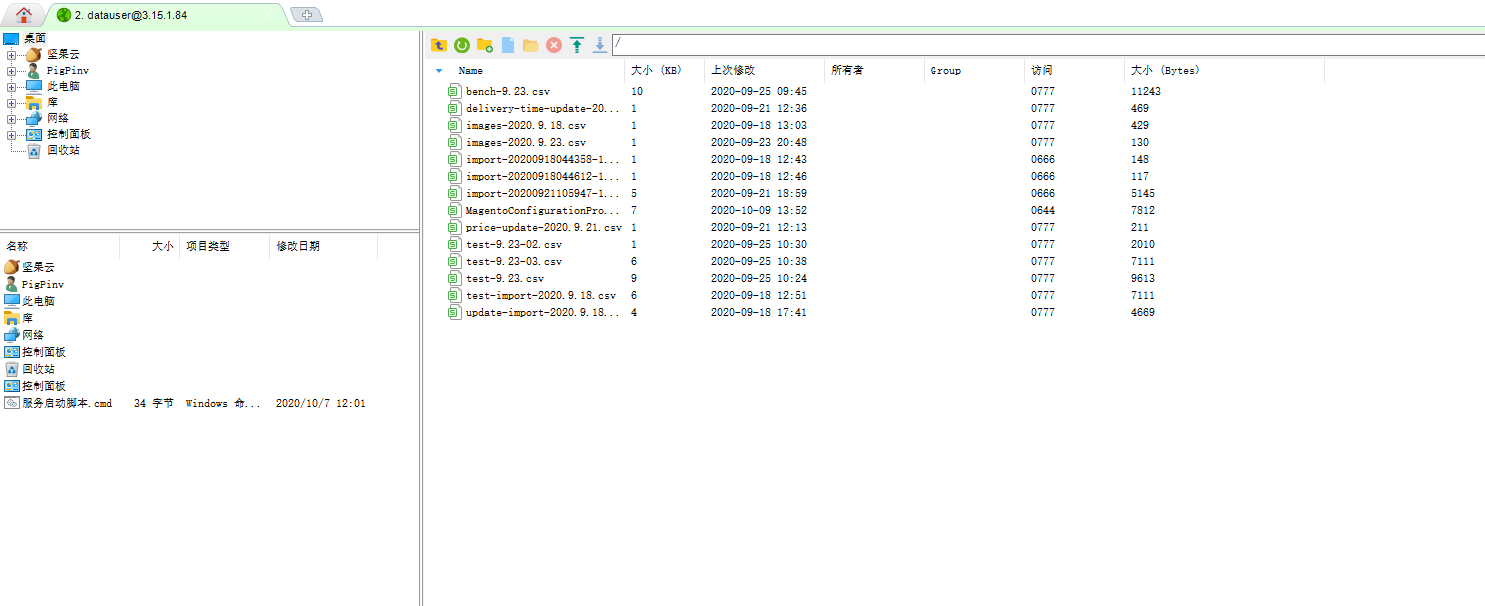 2. datauser@3.15.1.84
桌面
坚果云
PigPinv
此电脑
库
网络
控制面板
回收站
名称 大小 项目类型 修改日期
坚果云
PigPinv
此电脑
库
网络
控制面板
回收站
控制面板
服务启动脚本.cmd 34 字节 Windows 命... 2020/10/7 12:01
/
Name 大小 (KB) 上次修改 所有者 Group 访问 大小 (Bytes)
bench-9.23.csv 10 2020-09-25 09:45 0777 11243
delivery-time-update-20... 1 2020-09-21 12:36 0777 469
images-2020.9.18.csv 1 2020-09-18 13:03 0777 429
images-2020.9.23.csv 1 2020-09-23 20:48 0777 130
import-20200918044358-1... 1 2020-09-18 12:43 0666 148
import-20200918044612-1... 1 2020-09-18 12:46 0666 117
import-20200921105947-1... 5 2020-09-21 18:59 0666 5145
MagentoConfigurationPro... 7 2020-10-09 13:52 0644 7812
price-update-2020.9.21.csv 1 2020-09-21 12:13 0777 211
test-9.23-02.csv 1 2020-09-25 10:30 0777 2010
test-9.23-03.csv 6 2020-09-25 10:38 0777 7111
test-9.23.csv 9 2020-09-25 10:24 0777 9613
test-import-2020.9.18.csv 6 2020-09-18 12:51 0777 7111
update-import-2020.9.18... 4 2020-09-18 17:41 0777 4669